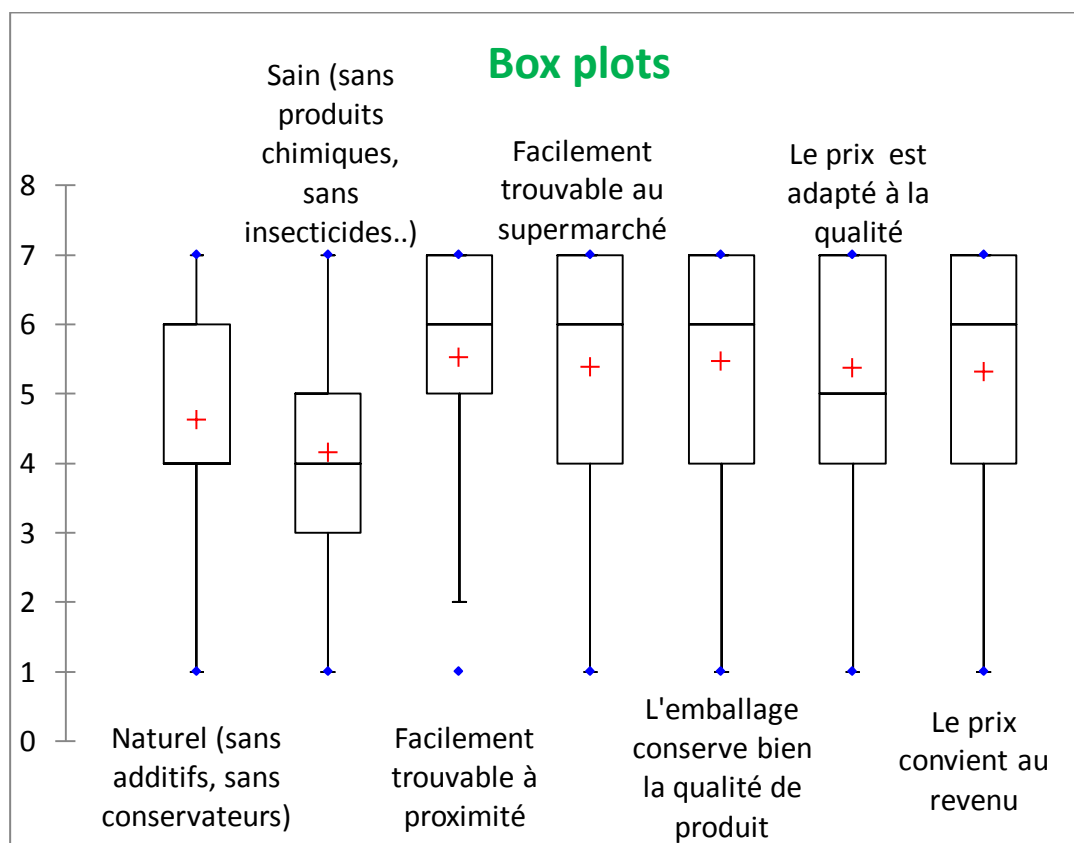 Box plots
Sain (sans
produits
chimiques,
sans
insecticides..)
Facilement
trouvable au
supermarché
Le prix est
adapté à la
qualité
8
7
6
5
4
3
2
1
0
Naturel (sans
additifs, sans
conservateurs)
Facilement
trouvable à
proximité
L'emballage
conserve bien
la qualité de
produit
Le prix
convient au
revenu